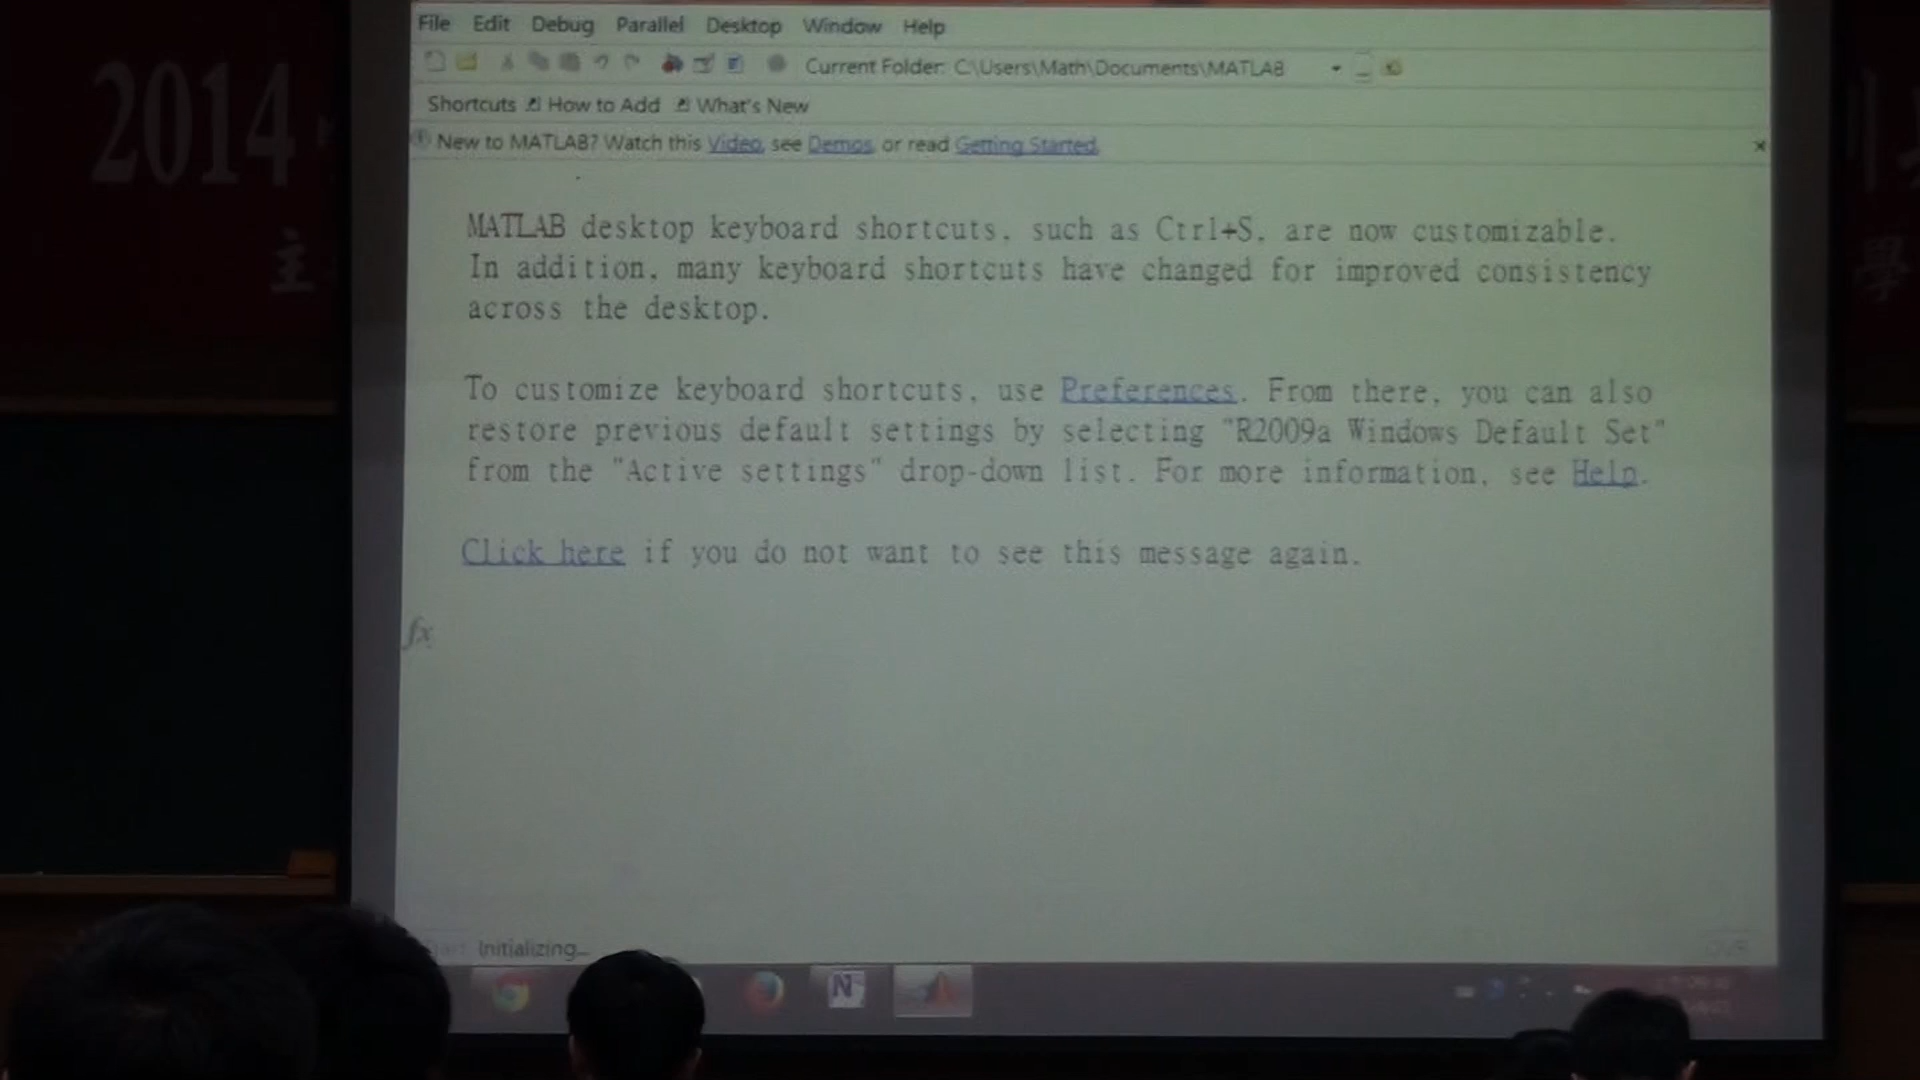 File Edit Debug Parallel Desktop Window Help
Current Folder: C:\Users\Math\Documents\MATLAB
Shortcuts How to Add What's New
New to MATLAB? Watch this Video, see Demos, or read Getting Started.
2014
MATLAB desktop keyboard shortcuts, such as Ctrl+S, are now customizable.
In addition, many keyboard shortcuts have changed for improved consistency
across the desktop.
主
學
To customize keyboard shortcuts, use Preferences. From there, you can also
restore previous default settings by selecting "R2009a Windows Default Set"
from the "Active settings" drop-down list. For more information, see Help.
Click here if you do not want to see this message again.
fx
Initializing...
N